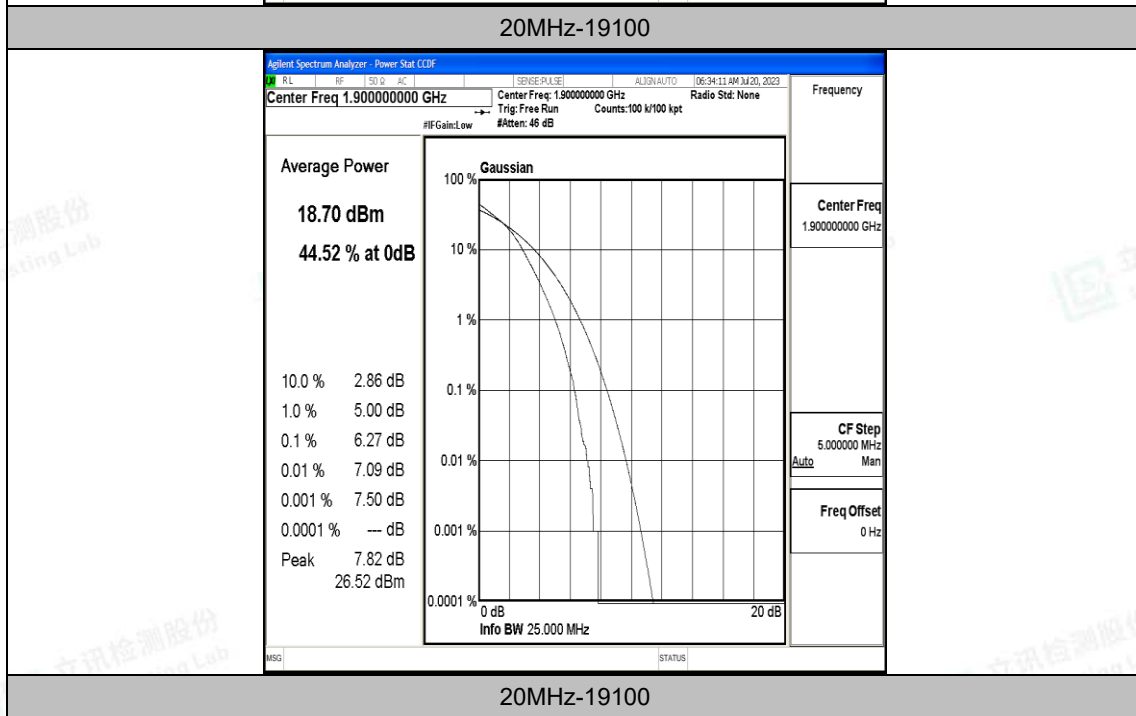 20MHz-19100
Agilent Spectrum Analyzer - Power Stat CCDF
RL RF 50 Ω AC SENSE:PULSE ALIGN AUTO 06:34:11 AM Jul 20, 2023
Center Freq 1.900000000 GHz
Center Freq: 1.900000000 GHz Radio Std: None
Trig: Free Run Counts:100 k/100 kpt
#IFGain:Low #Atten: 46 dB
Frequency
Average Power
18.70 dBm
44.52 % at 0dB
10.0 % 2.86 dB
1.0 % 5.00 dB
0.1 % 6.27 dB
0.01 % 7.09 dB
0.001 % 7.50 dB
0.0001 % --- dB
Peak 7.82 dB
26.52 dBm
Gaussian
100 %
10 %
1 %
0.1 %
0.01 %
0.001 %
0.0001 %
0 dB 20 dB
Info BW 25.000 MHz
Center Freq
1.900000000 GHz
CF Step
5.000000 MHz
Auto Man
Freq Offset
0 Hz
MSG STATUS
20MHz-19100
立讯检测股份